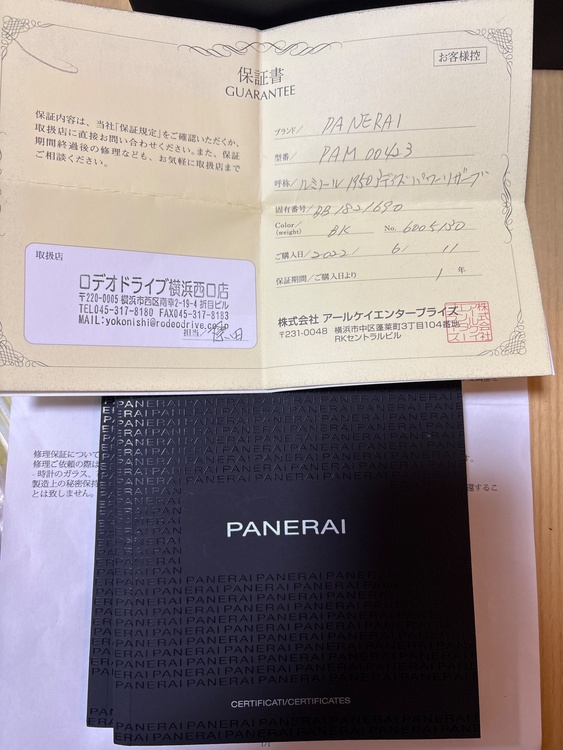 保証書
GUARANTEE
お客様控
保証内容は、当社「保証規定」をご確認いただくか、
取扱店に直接お問い合わせください。また、保証
期間終過後の修理なども、お気軽に取扱店まで
ご相談ください。
取扱店
ロデオドライブ横浜西口店
〒220-0005 横浜市西区南幸2-19-4 折目ビル
TEL045-317-8180 FAX045-317-8183
MAIL:yokonishi@rodeodrive.co.jp
担当/
ブランド/ PANERAI
型番/ PAM00423
呼称/ ルミノール1950 3デイズパワーリザーブ
固有番号/ BB1821690
Color/ BK No. 6005130
(weight)
ご購入日/ 2022/ 6/ 11
保証期間/ご購入日より 1 年
株式会社 アールケイエンタープライズ
〒231-0048 横浜市中区蓬莱町3丁目104番地
RKセントラルビル
修理保証について
修理ご依頼の際は
・時計のガラス、
製造上の秘密保持
とは致しません。
PANERAI
CERTIFICATI/CERTIFICATES